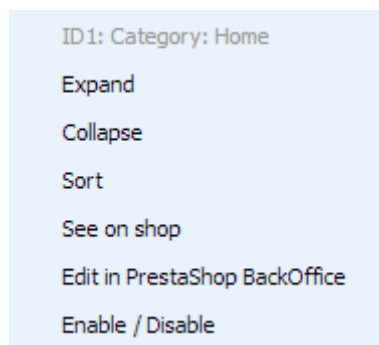 ID1: Category: Home
Expand
Collapse
Sort
See on shop
Edit in PrestaShop BackOffice
Enable / Disable